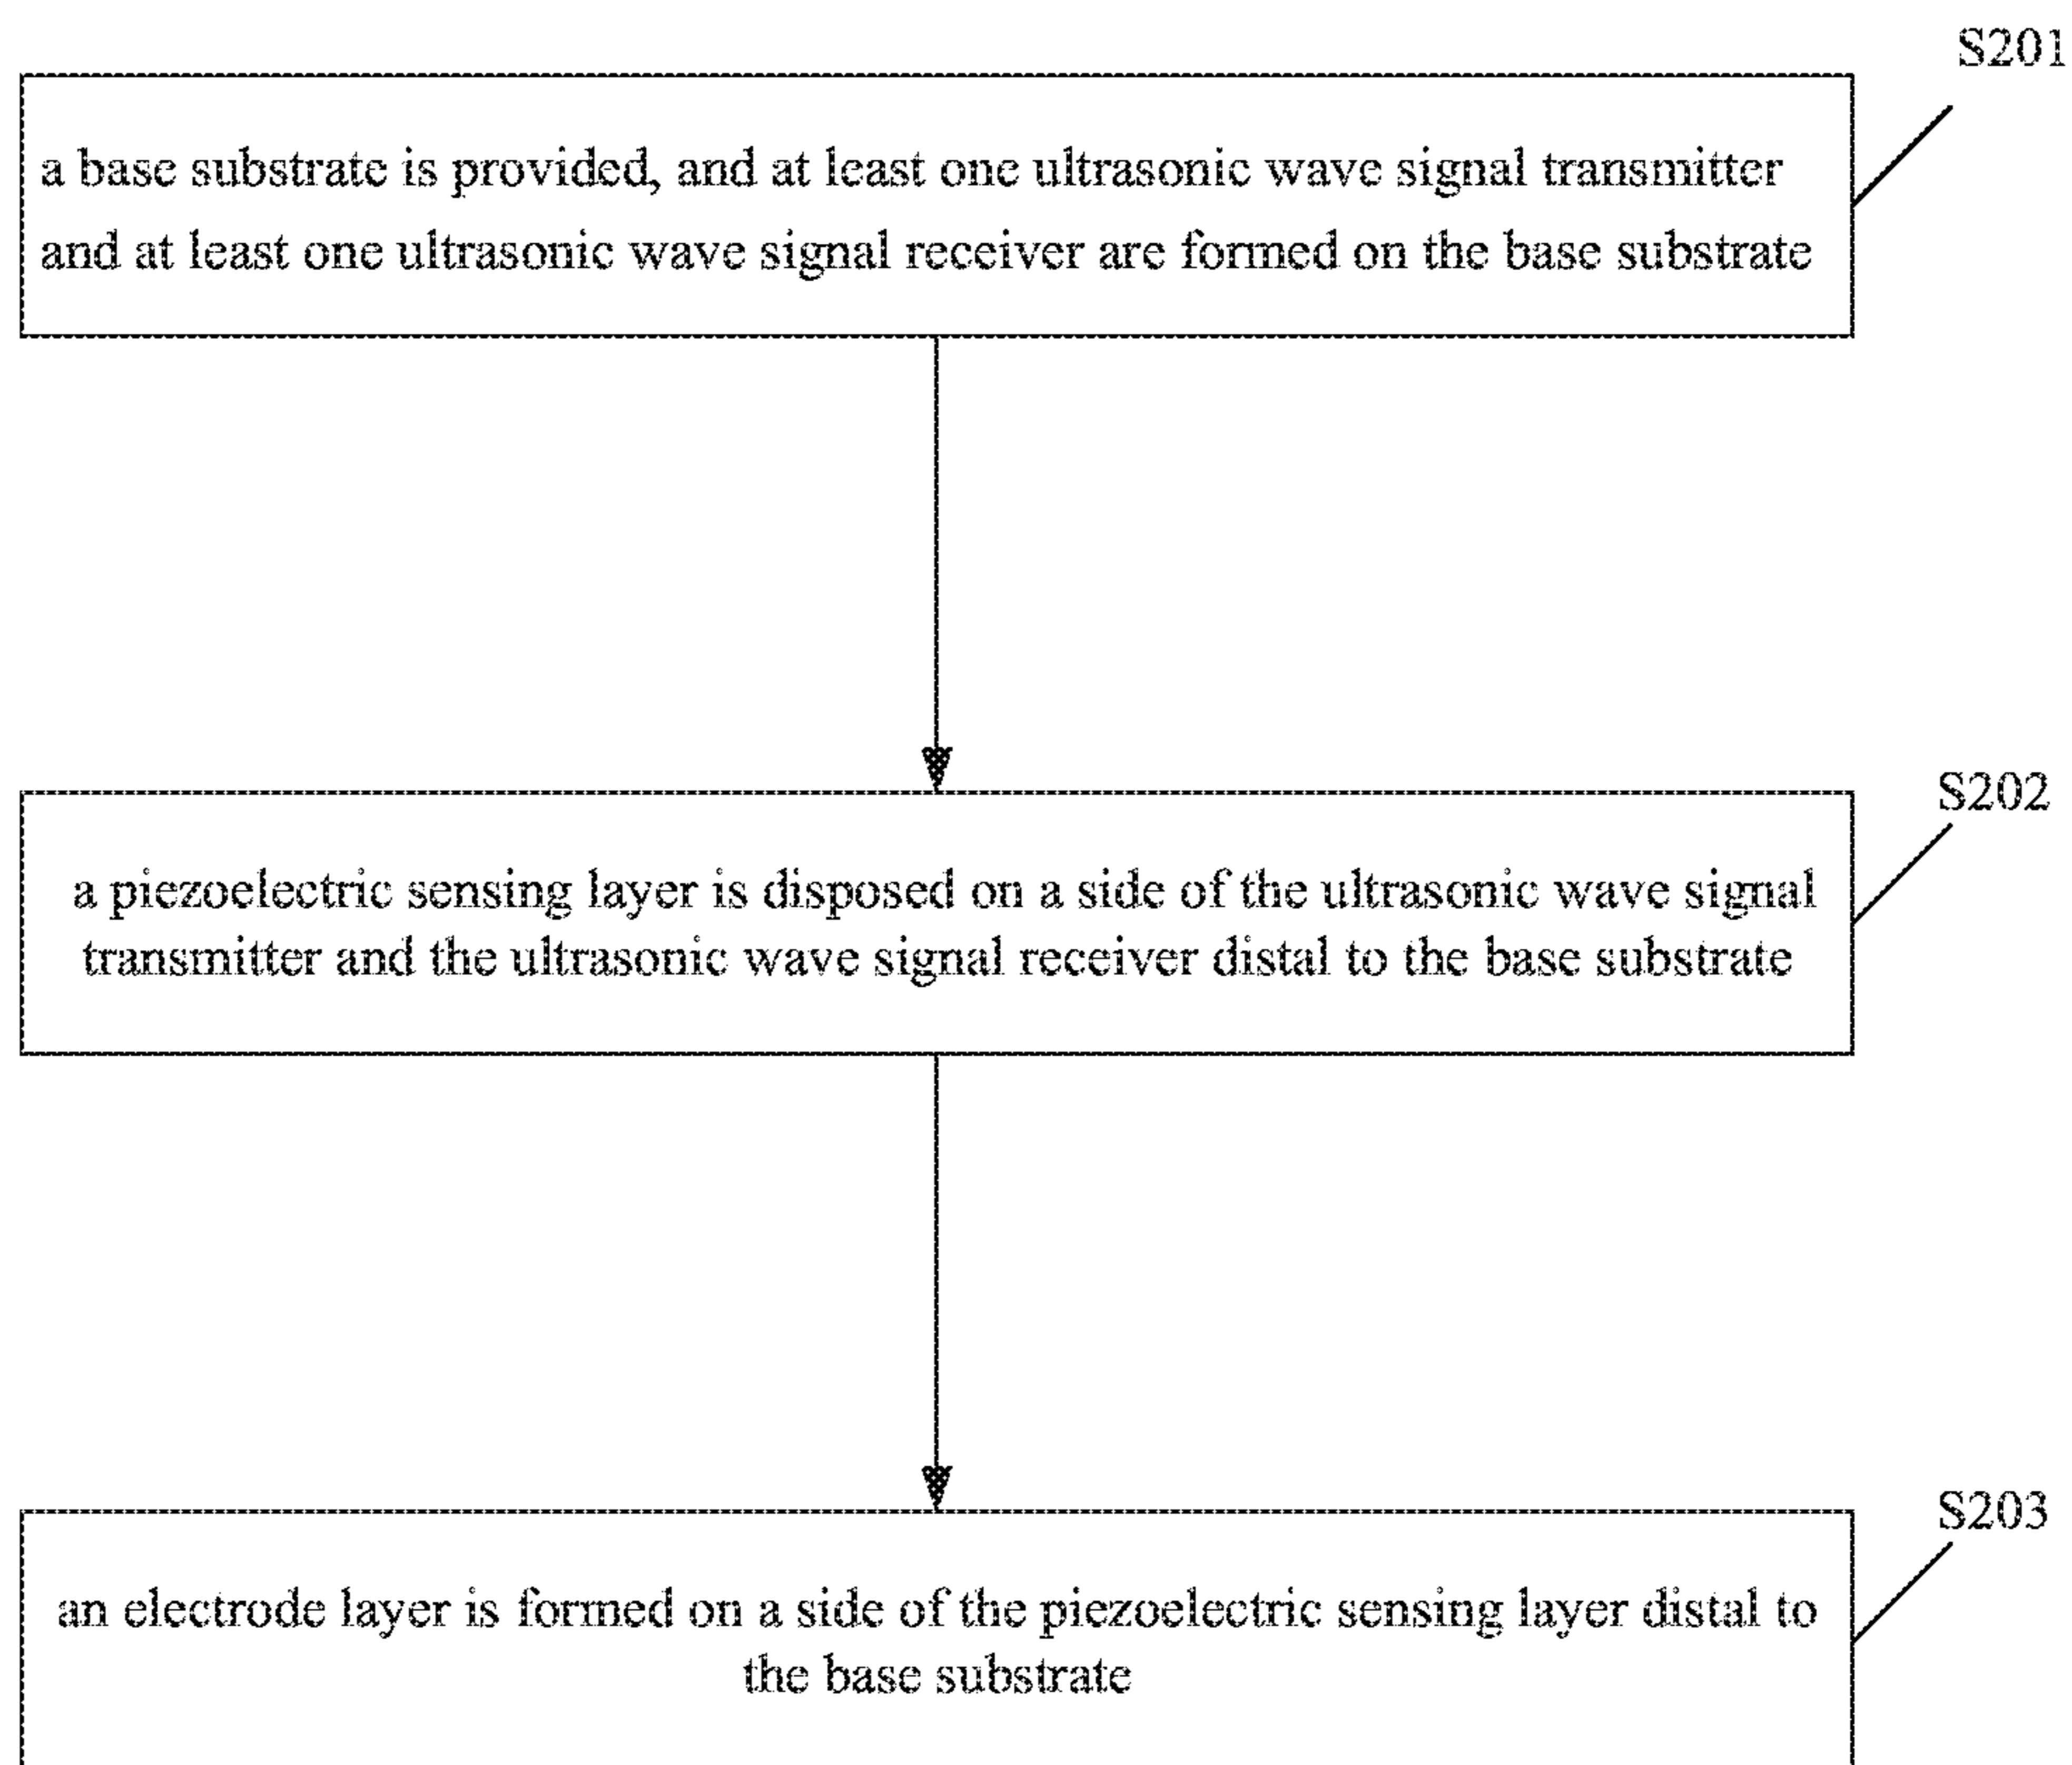 S201
a base substrate is provided, and at least one ultrasonic wave signal transmitter
and at least one ultrasonic wave signal receiver are formed on the base substrate
S202
a piezoelectric sensing layer is disposed on a side of the ultrasonic wave signal
transmitter and the ultrasonic wave signal receiver distal to the base substrate
S203
an electrode layer is formed on a side of the piezoelectric sensing layer distal to
the base substrate